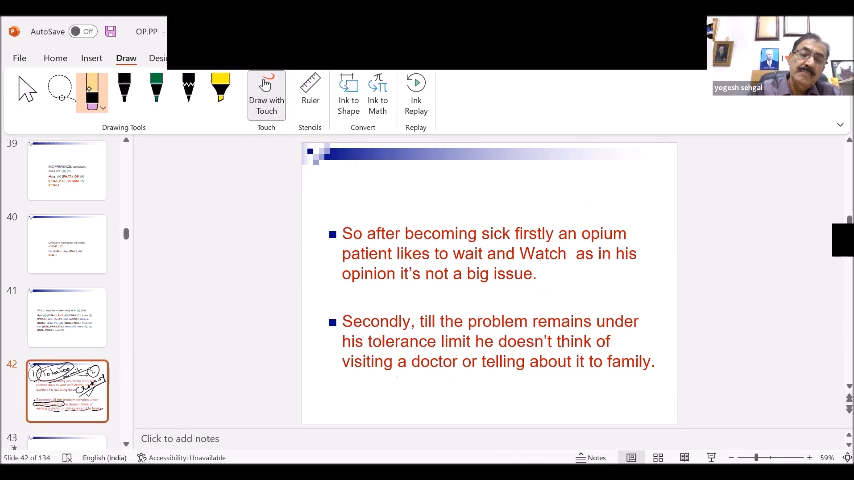 AutoSave
Off
OP.PP
File Home Insert Draw
Draw with
Touch
Ruler
Ink to
Shape
Ink to
Math
Ink
Replay
Drawing Tools
Touch
Stencils
Convert
Replay
yogesh sehgal
39
40
41
42
43
So after becoming sick firstly an opium
patient likes to wait and Watch as in his
opinion it's not a big issue.
Secondly, till the problem remains under
his tolerance limit he doesn't think of
visiting a doctor or telling about it to family.
Click to add notes
Slide 42 of 134
English (India)
Accessibility: Unavailable
Notes
59%